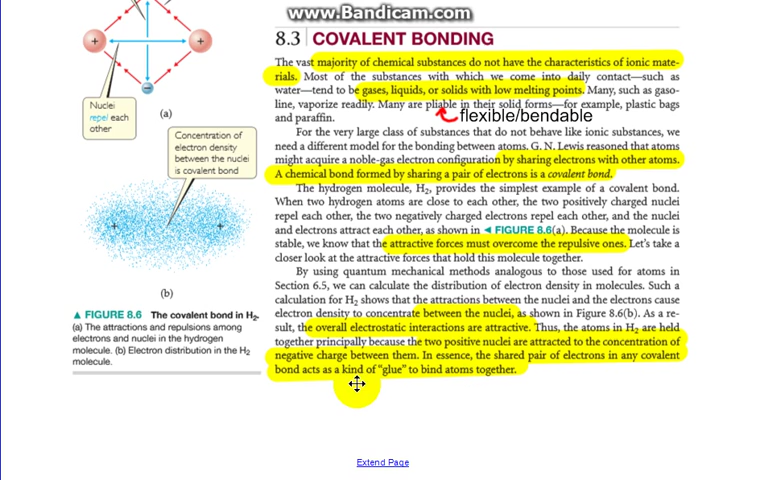 www.Bandicam.com
8.3 | COVALENT BONDING
The vast majority of chemical substances do not have the characteristics of ionic mate-
rials. Most of the substances with which we come into daily contact—such as
water—tend to be gases, liquids, or solids with low melting points. Many, such as gaso-
line, vaporize readily. Many are pliable in their solid forms—for example, plastic bags
and paraffin.
flexible/bendable
For the very large class of substances that do not behave like ionic substances, we
need a different model for the bonding between atoms. G. N. Lewis reasoned that atoms
might acquire a noble-gas electron configuration by sharing electrons with other atoms.
A chemical bond formed by sharing a pair of electrons is a covalent bond.
The hydrogen molecule, H₂, provides the simplest example of a covalent bond.
When two hydrogen atoms are close to each other, the two positively charged nuclei
repel each other, the two negatively charged electrons repel each other, and the nuclei
and electrons attract each other, as shown in ◄ FIGURE 8.6(a). Because the molecule is
stable, we know that the attractive forces must overcome the repulsive ones. Let's take a
closer look at the attractive forces that hold this molecule together.
By using quantum mechanical methods analogous to those used for atoms in
Section 6.5, we can calculate the distribution of electron density in molecules. Such a
calculation for H₂ shows that the attractions between the nuclei and the electrons cause
electron density to concentrate between the nuclei, as shown in Figure 8.6(b). As a re-
sult, the overall electrostatic interactions are attractive. Thus, the atoms in H₂ are held
together principally because the two positive nuclei are attracted to the concentration of
negative charge between them. In essence, the shared pair of electrons in any covalent
bond acts as a kind of "glue" to bind atoms together.
+
+
−
Nuclei
repel each
other
(a)
Concentration of
electron density
between the nuclei
is covalent bond
+
+
(b)
▲ FIGURE 8.6 The covalent bond in H₂.
(a) The attractions and repulsions among
electrons and nuclei in the hydrogen
molecule. (b) Electron distribution in the H₂
molecule.
Extend Page